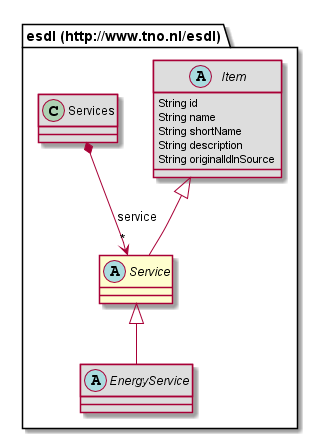 esdl (http://www.tno.nl/esdl)
A Item
String id
String name
String shortName
String description
String originalIdInSource
C Services
service
*
A Service
A EnergyService